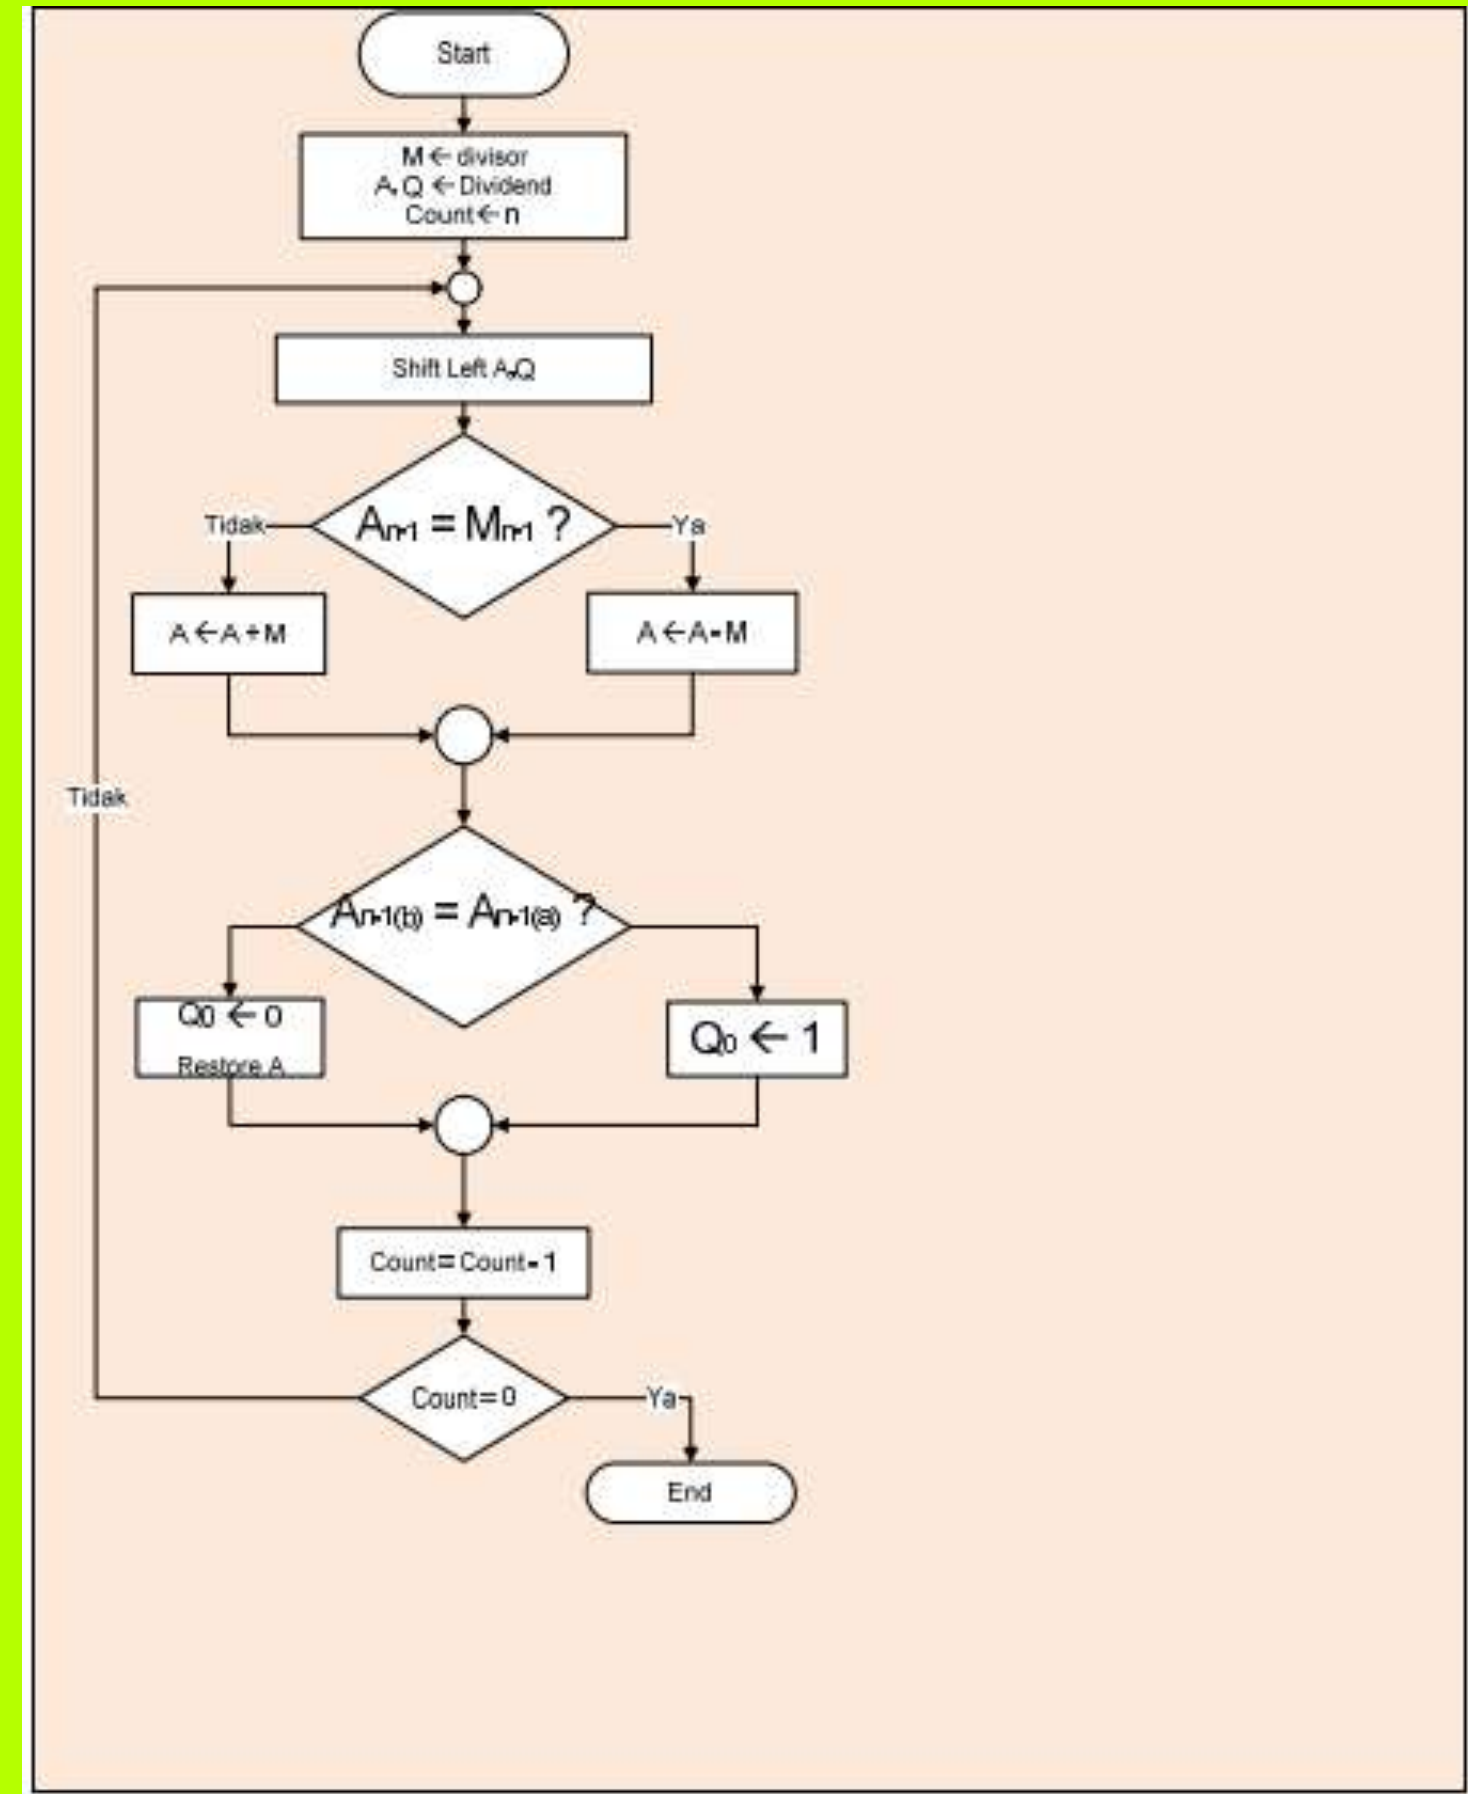 Start
M ← divisor
A, Q ← Dividend
Count ← n
Shift Left A,Q
Tidak
An-1 = Mn-1 ?
Ya
A ← A + M
A ← A - M
Tidak
An-1(b) = An-1(a) ?
Q0 ← 0
Restore A
Q0 ← 1
Count = Count - 1
Count = 0
Ya
End